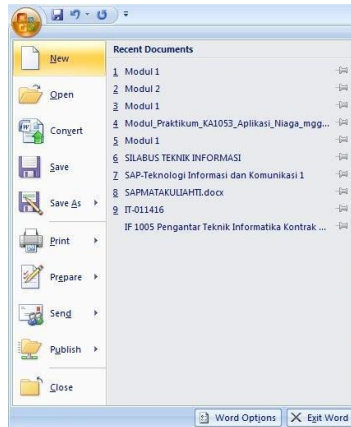 New
Open
Convert
Save
Save As
Print
Prepare
Send
Publish
Close
Recent Documents
1 Modul 1
2 Modul 2
3 Modul 1
4 Modul_Praktikum_KA1053_Aplikasi_Niaga_mgg...
5 Modul 1
6 SILABUS TEKNIK INFORMASI
7 SAP-Teknologi Informasi dan Komunikasi 1
8 SAPMATAKULIAHTI.docx
9 IT-011416
IF 1005 Pengantar Teknik Informatika Kontrak ...
Word Options
Exit Word